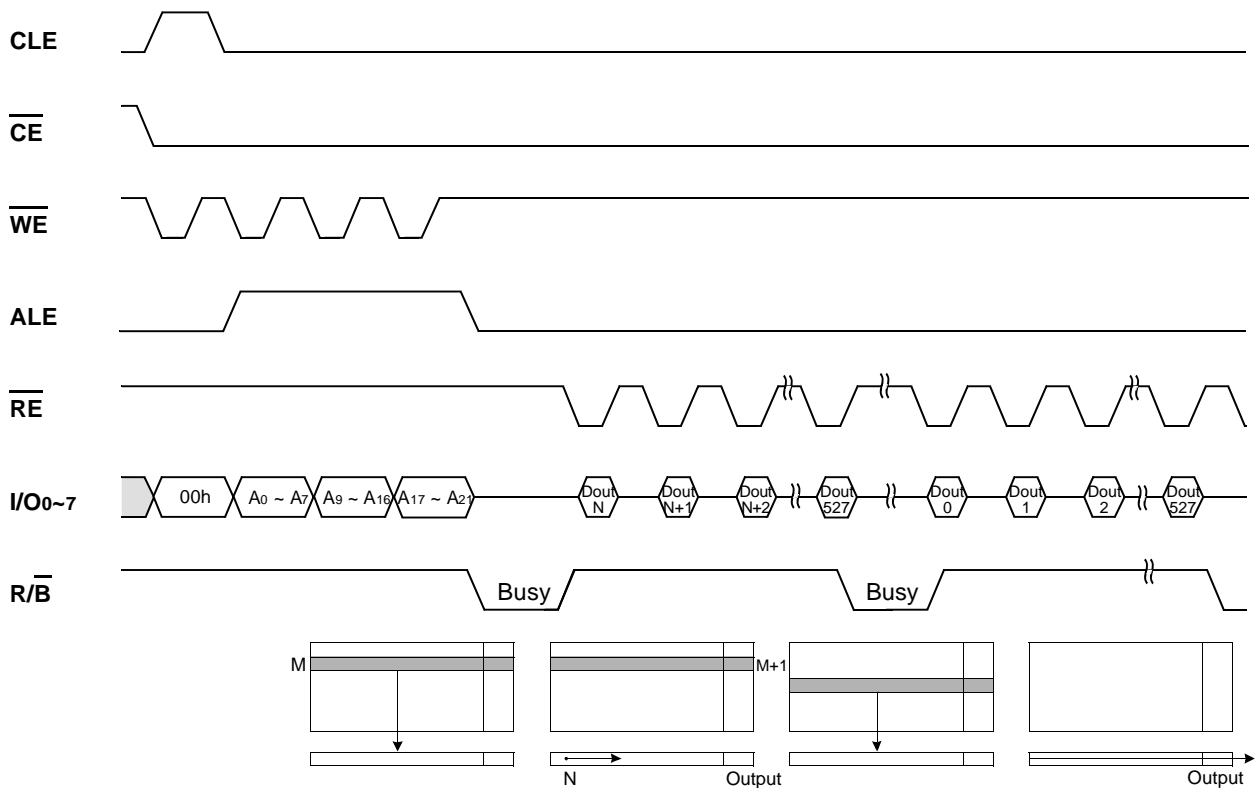 CLE
CE
WE
ALE
RE
I/O0~7 00h A0 ~ A7 A9 ~ A16 A17 ~ A21 Dout N Dout N+1 Dout N+2 Dout 527 Dout 0 Dout 1 Dout 2 Dout 527
R/B Busy Busy
M M+1
N Output Output